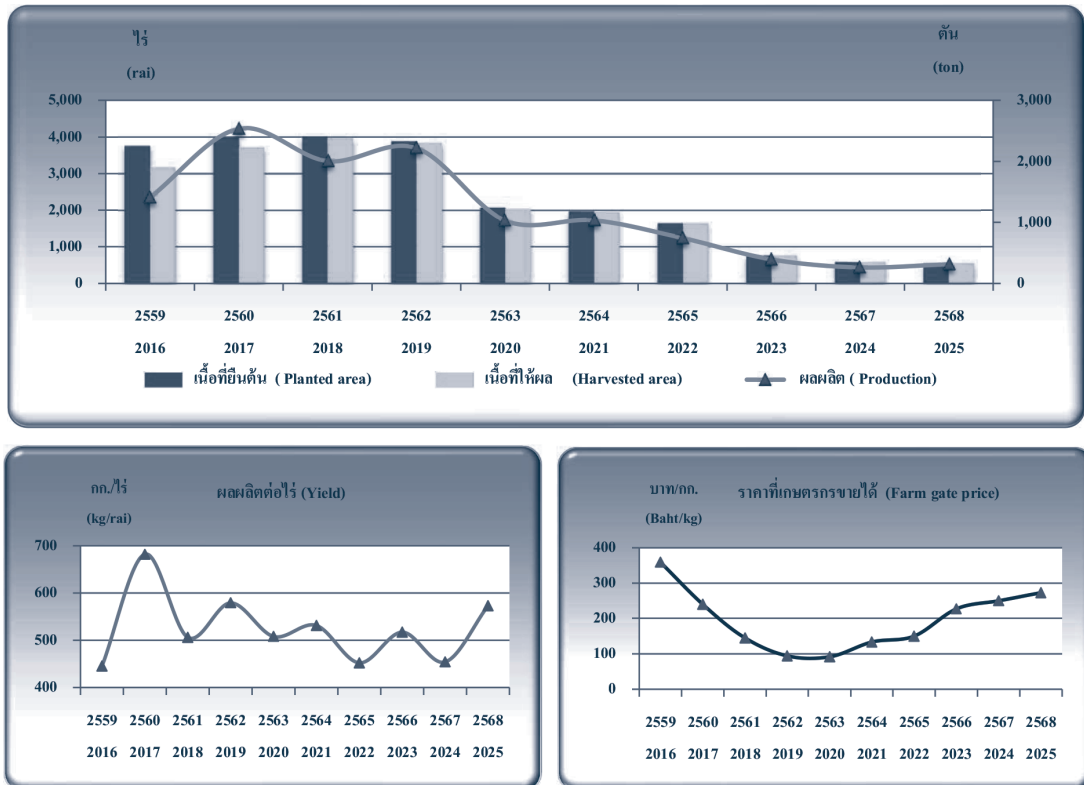 ไร่ ตัน
(rai) (ton)
5,000 3,000
4,000
3,000 2,000
2,000
1,000 1,000
0 0
2559 2560 2561 2562 2563 2564 2565 2566 2567 2568
2016 2017 2018 2019 2020 2021 2022 2023 2024 2025
เนื้อที่ยืนต้น ( Planted area) เนื้อที่ให้ผล (Harvested area) ผลผลิต ( Production)
กก./ไร่ ผลผลิตต่อไร่ (Yield)
(kg/rai)
700
600
500
400
2559 2560 2561 2562 2563 2564 2565 2566 2567 2568
2016 2017 2018 2019 2020 2021 2022 2023 2024 2025
บาท/กก. ราคาที่เกษตรกรขายได้ (Farm gate price)
(Baht/kg)
400
300
200
100
0
2559 2560 2561 2562 2563 2564 2565 2566 2567 2568
2016 2017 2018 2019 2020 2021 2022 2023 2024 2025